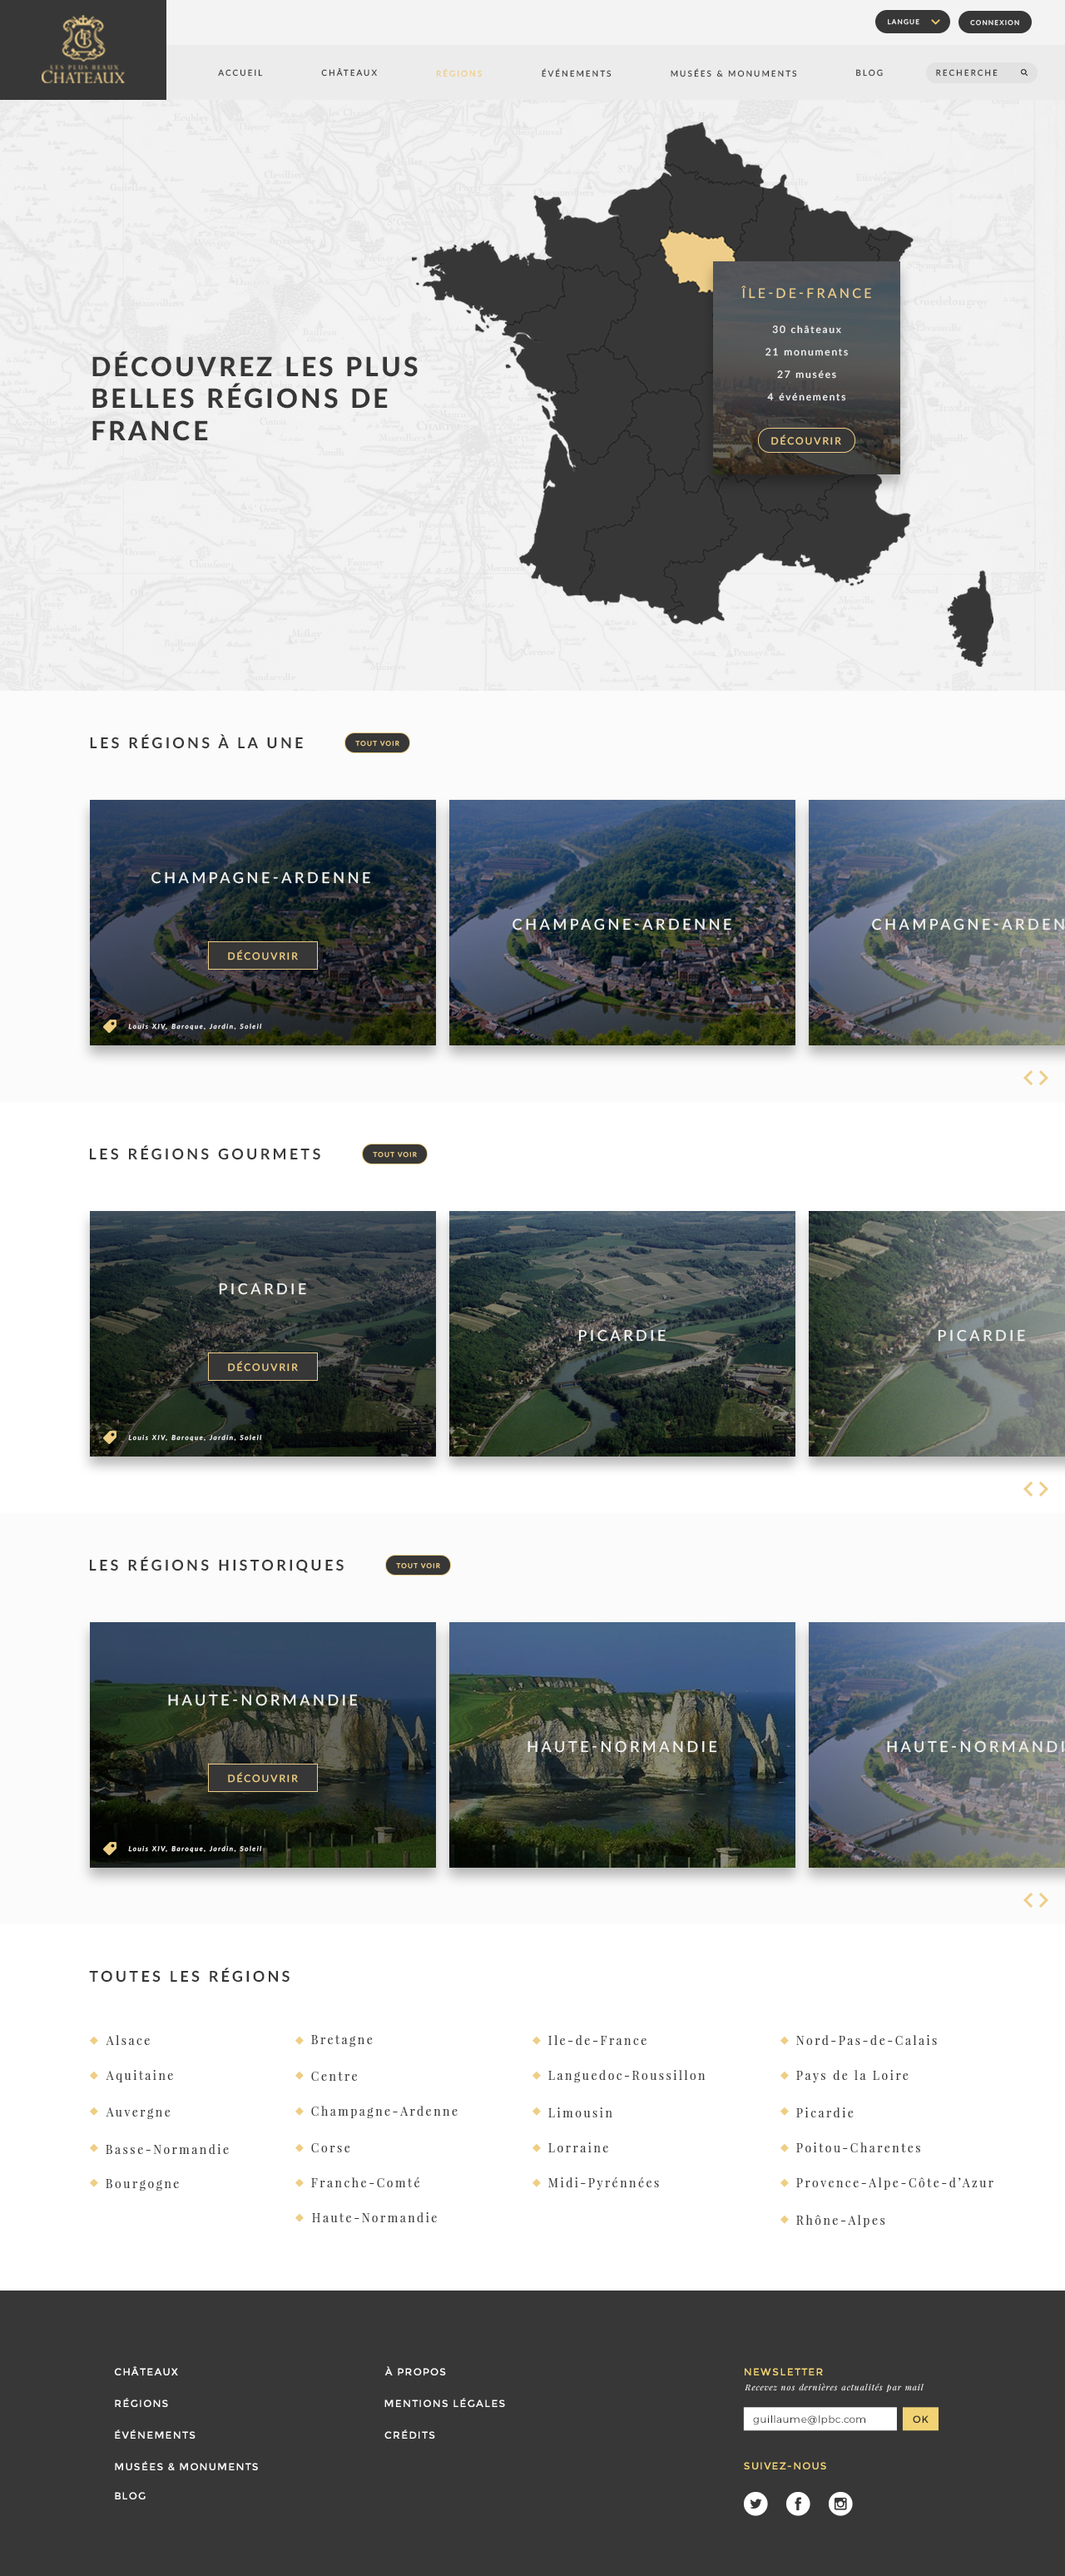 LES PLUS BEAUX
CHATEAUX
LANGUE
CONNEXION
ACCUEIL
CHÂTEAUX
RÉGIONS
ÉVÉNEMENTS
MUSÉES & MONUMENTS
BLOG
RECHERCHE
DÉCOUVREZ LES PLUS
BELLES RÉGIONS DE
FRANCE
ÎLE-DE-FRANCE
30 châteaux
21 monuments
27 musées
4 événements
DÉCOUVRIR
LES RÉGIONS À LA UNE
TOUT VOIR
CHAMPAGNE-ARDENNE
DÉCOUVRIR
Louis XIV, Baroque, Jardin, Soleil
CHAMPAGNE-ARDENNE
CHAMPAGNE-ARDEN
LES RÉGIONS GOURMETS
TOUT VOIR
PICARDIE
DÉCOUVRIR
Louis XIV, Baroque, Jardin, Soleil
PICARDIE
PICARDIE
LES RÉGIONS HISTORIQUES
TOUT VOIR
HAUTE-NORMANDIE
DÉCOUVRIR
Louis XIV, Baroque, Jardin, Soleil
HAUTE-NORMANDIE
HAUTE-NORMANDI
TOUTES LES RÉGIONS
Alsace
Aquitaine
Auvergne
Basse-Normandie
Bourgogne
Bretagne
Centre
Champagne-Ardenne
Corse
Franche-Comté
Haute-Normandie
Ile-de-France
Languedoc-Roussillon
Limousin
Lorraine
Midi-Pyrénnées
Nord-Pas-de-Calais
Pays de la Loire
Picardie
Poitou-Charentes
Provence-Alpe-Côte-d'Azur
Rhône-Alpes
CHÂTEAUX
RÉGIONS
ÉVÉNEMENTS
MUSÉES & MONUMENTS
BLOG
À PROPOS
MENTIONS LÉGALES
CRÉDITS
NEWSLETTER
Recevez nos dernières actualités par mail
guillaume@lpbc.com
OK
SUIVEZ-NOUS